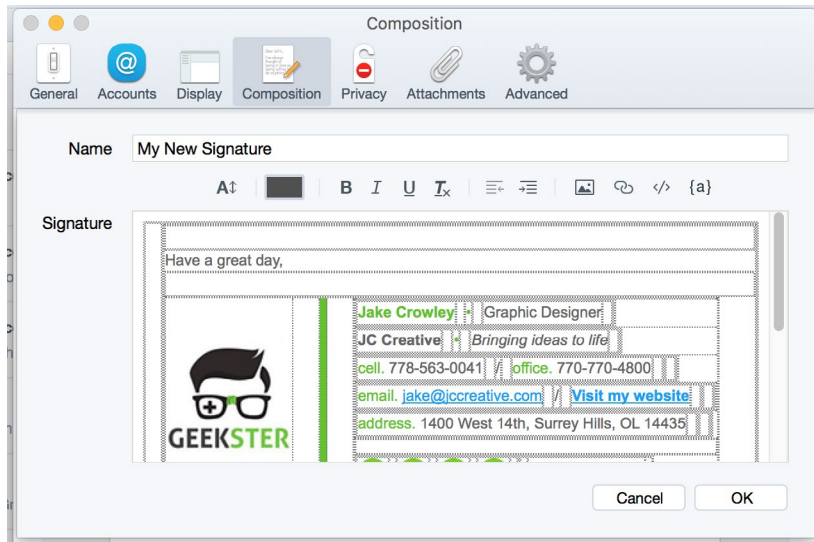 Composition
General Accounts Display Composition Privacy Attachments Advanced
Name My New Signature
A B I U Tx </> {a}
Signature
Have a great day,
Jake Crowley • Graphic Designer
JC Creative • Bringing ideas to life
cell. 778-563-0041 / office. 770-770-4800
email. jake@jccreative.com / Visit my website
address. 1400 West 14th, Surrey Hills, OL 14435
GEEKSTER
Cancel OK